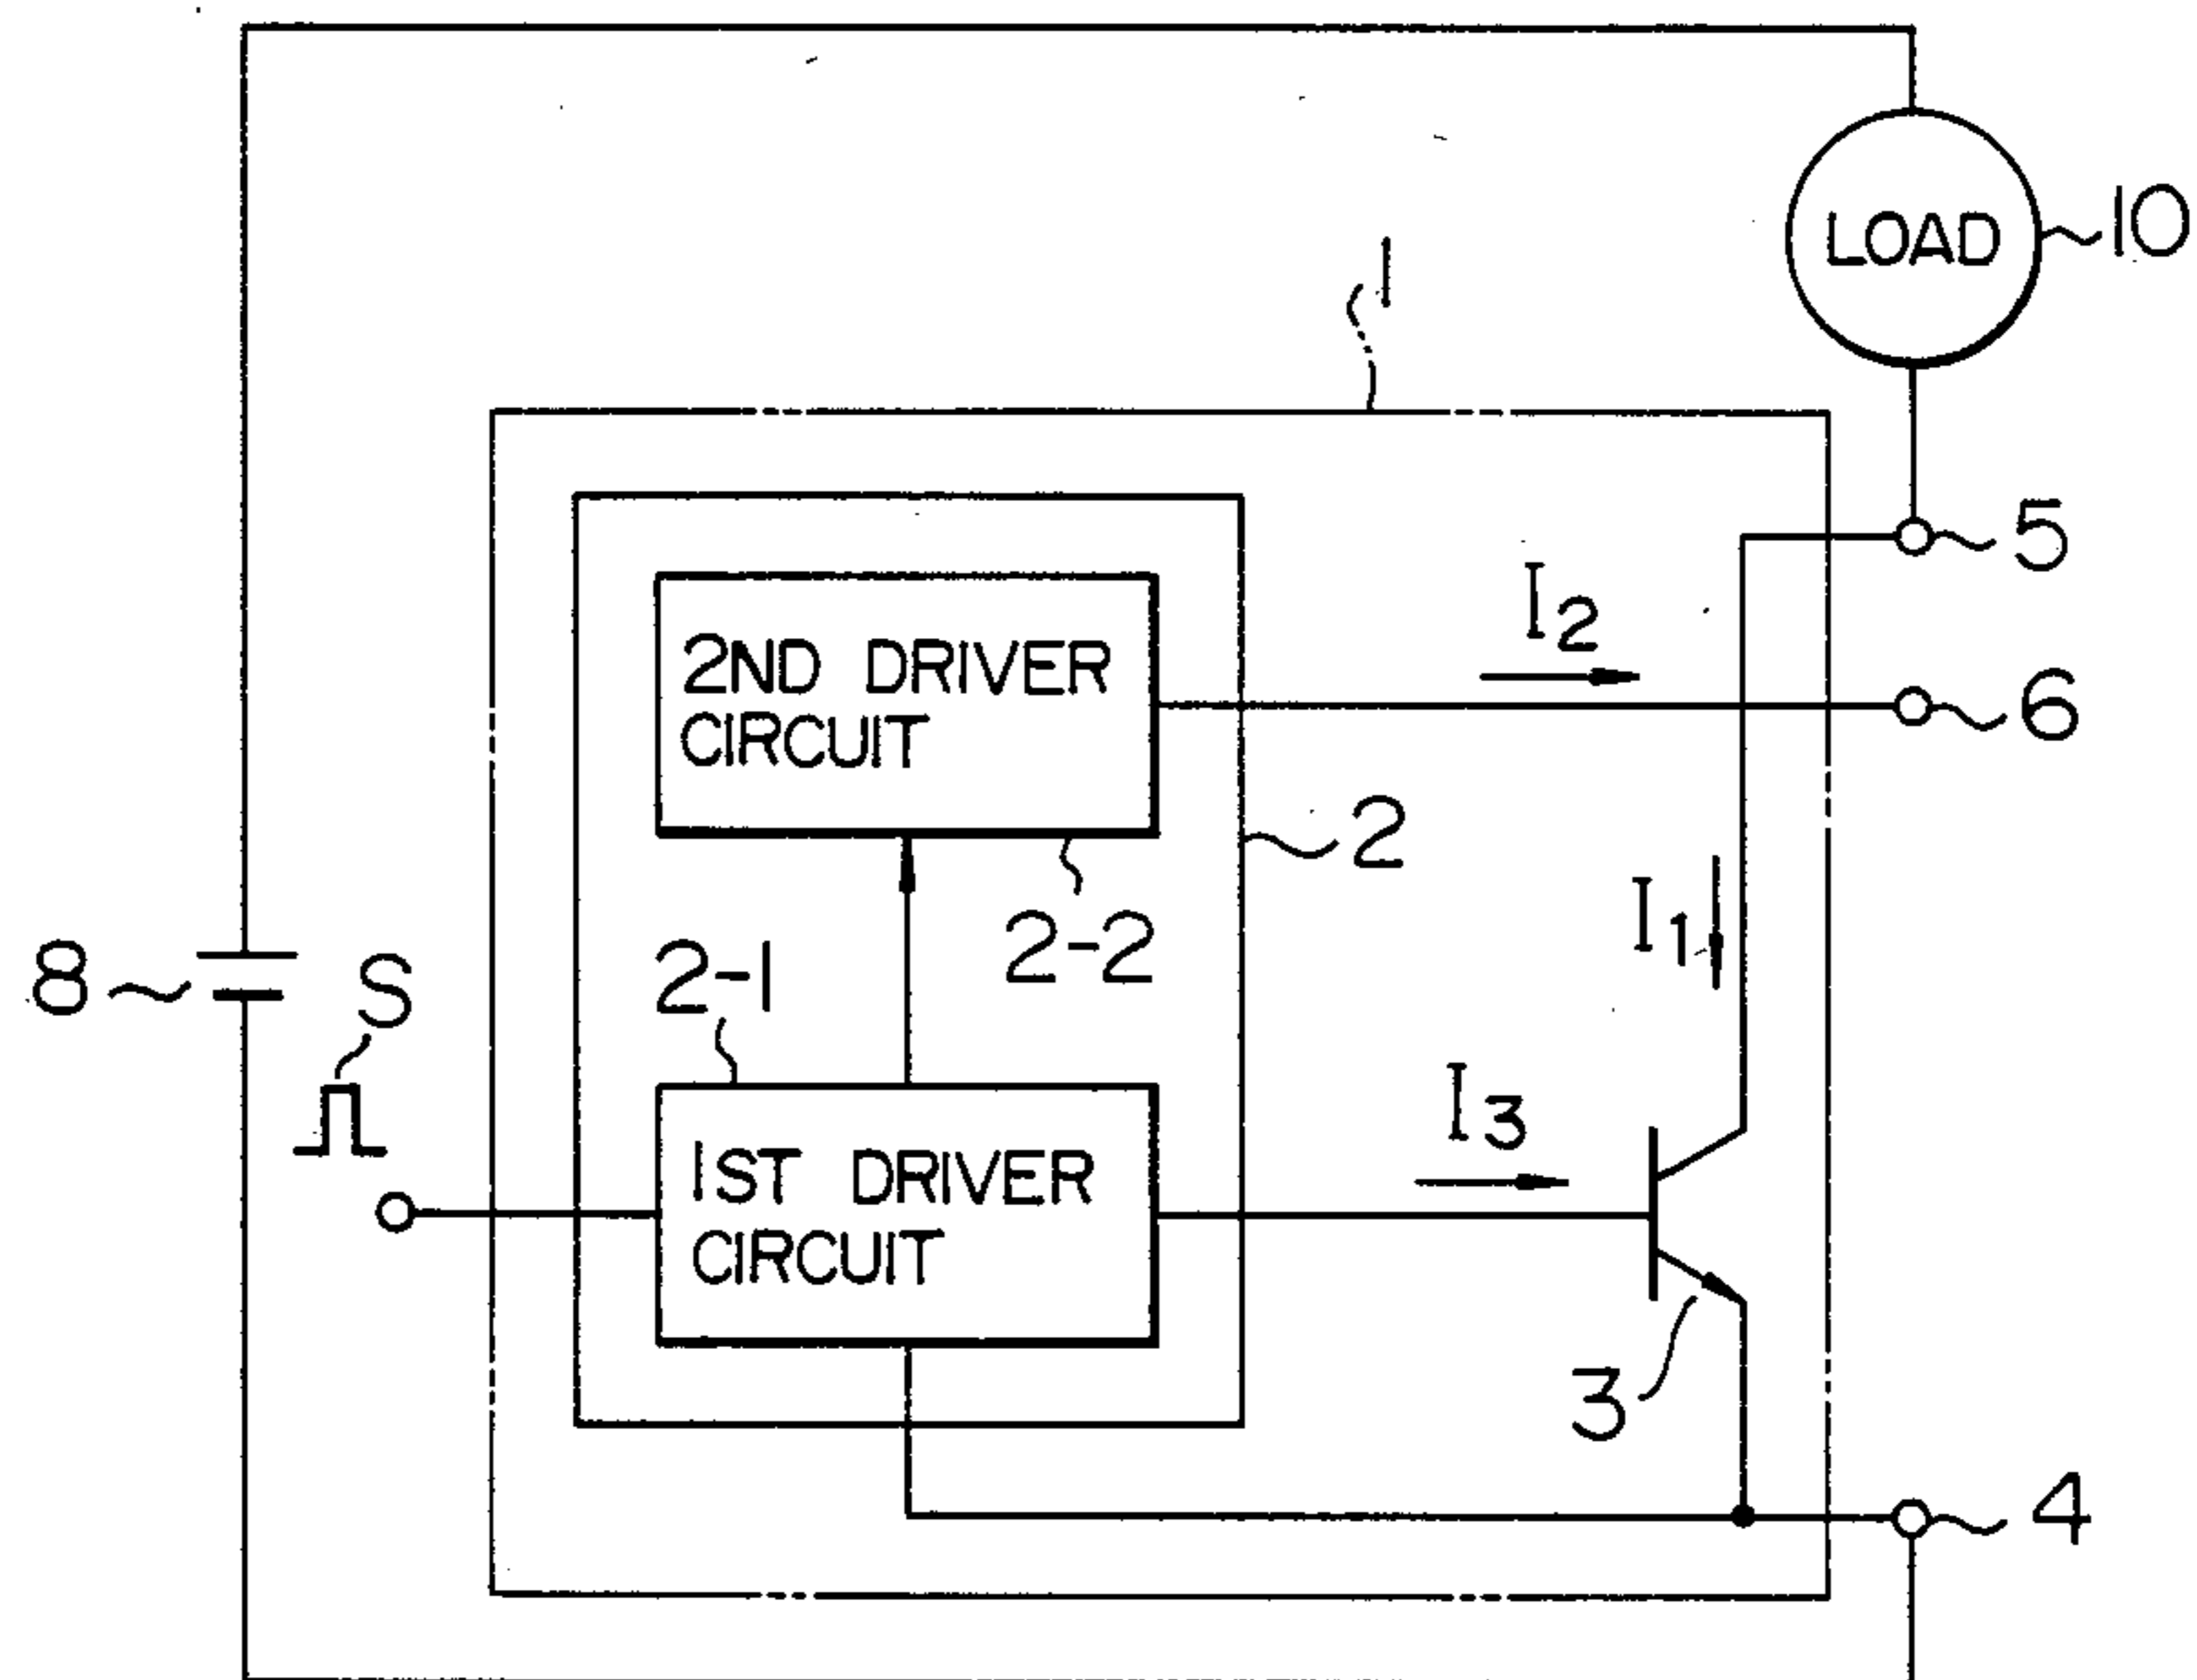 LOAD
10
1
5
I2
6
2ND DRIVER
CIRCUIT
2
I1
2-2
2-1
8
S
I3
1ST DRIVER
CIRCUIT
3
4